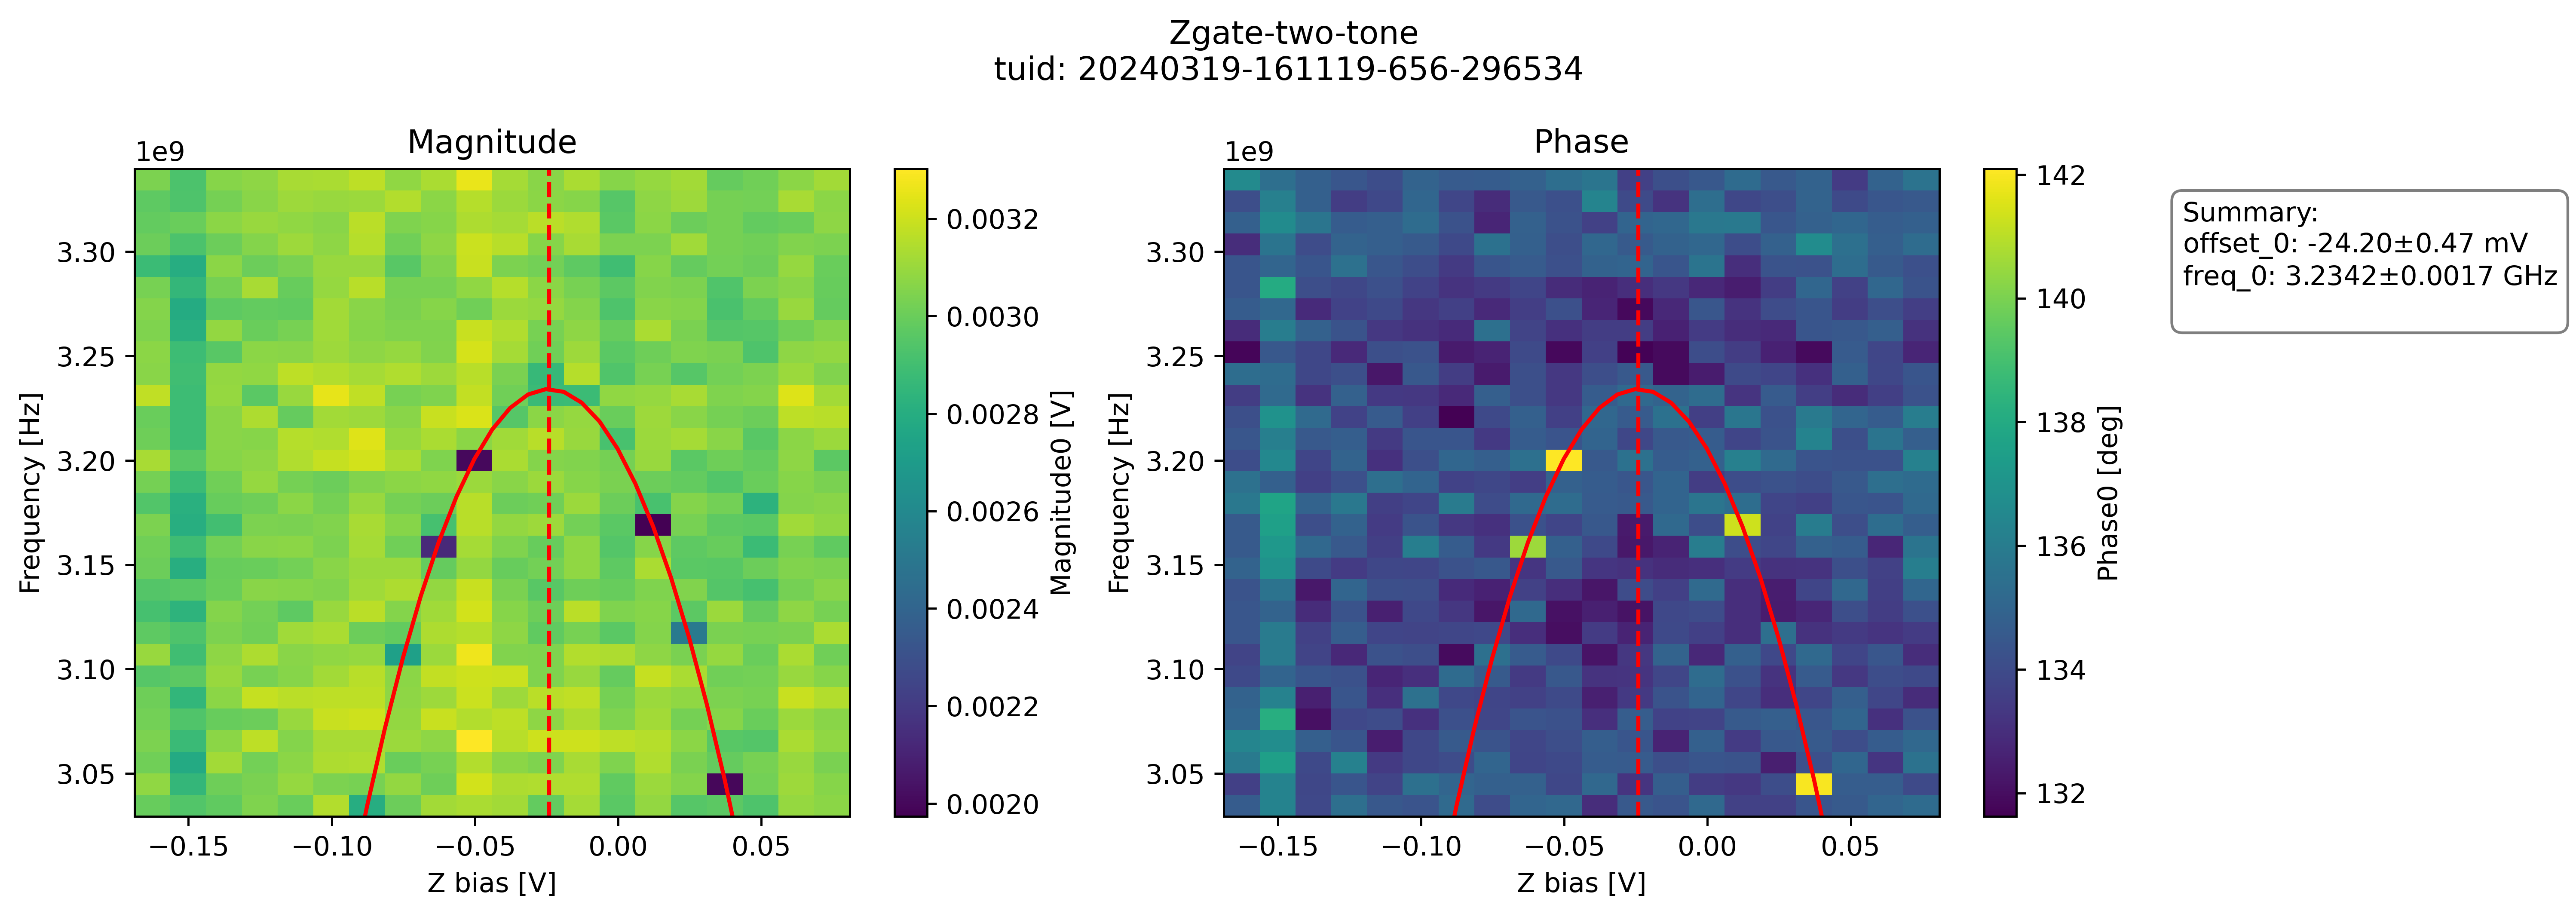 Zgate-two-tone
tuid: 20240319-161119-656-296534
Magnitude
1e9
3.30
3.25
3.20
3.15
3.10
3.05
Frequency [Hz]
−0.15
−0.10
−0.05
0.00
0.05
Z bias [V]
0.0032
0.0030
0.0028
0.0026
0.0024
0.0022
0.0020
Magnitude0 [V]
Phase
1e9
3.30
3.25
3.20
3.15
3.10
3.05
Frequency [Hz]
−0.15
−0.10
−0.05
0.00
0.05
Z bias [V]
142
140
138
136
134
132
Phase0 [deg]
Summary:
offset_0: -24.20±0.47 mV
freq_0: 3.2342±0.0017 GHz